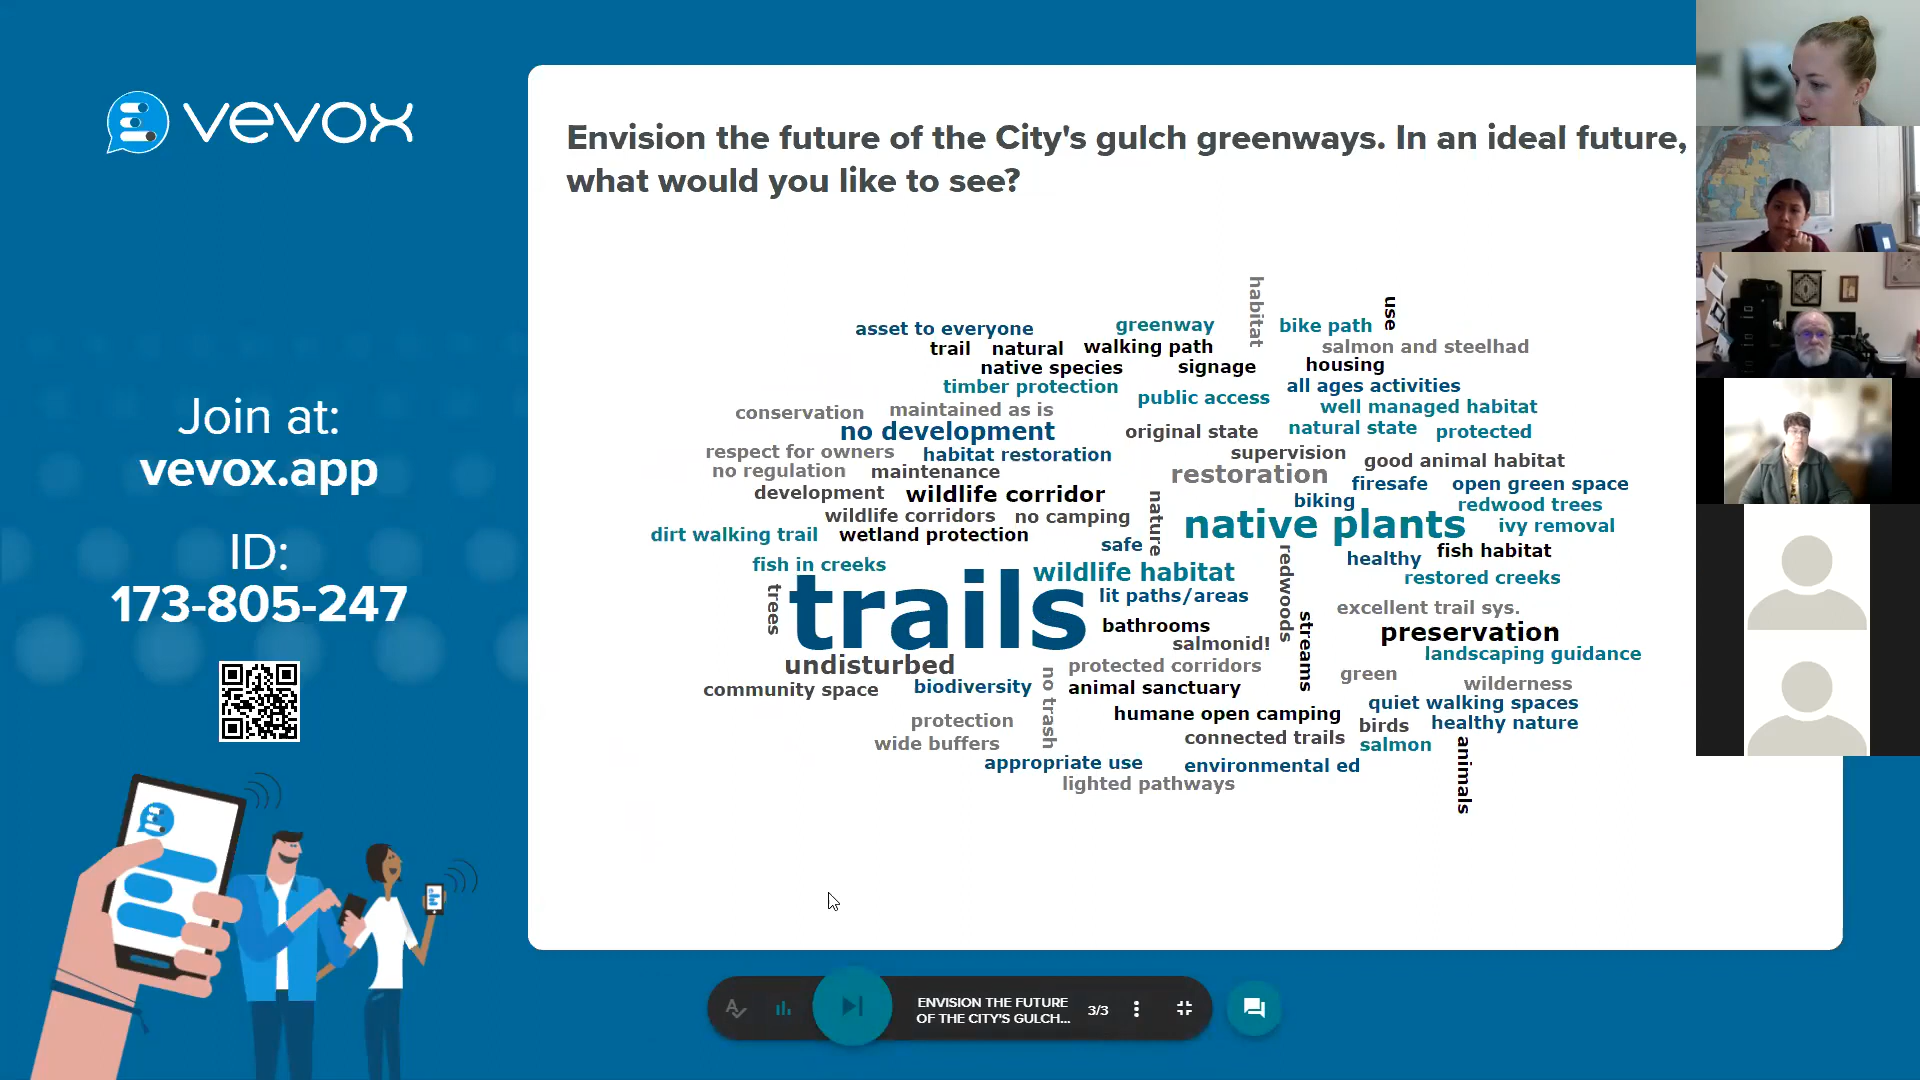 vevox
Join at:
vevox.app
ID:
173-805-247
Envision the future of the City's gulch greenways. In an ideal future,
what would you like to see?
habitat
use
asset to everyone
greenway
bike path
trail
natural
walking path
salmon and steelhad
native species
signage
housing
timber protection
public access
all ages activities
conservation
maintained as is
well managed habitat
no development
original state
natural state
protected
respect for owners
habitat restoration
supervision
good animal habitat
no regulation
maintenance
restoration
firesafe
open green space
development
wildlife corridor
nature
biking
redwood trees
wildlife corridors
no camping
native plants
ivy removal
dirt walking trail
wetland protection
safe
redwoods
healthy
fish habitat
fish in creeks
wildlife habitat
restored creeks
trees
trails
lit paths/areas
streams
excellent trail sys.
bathrooms
salmonid!
preservation
undisturbed
protected corridors
landscaping guidance
community space
biodiversity
no trash
animal sanctuary
green
wilderness
quiet walking spaces
protection
humane open camping
birds
healthy nature
wide buffers
connected trails
salmon
animals
appropriate use
environmental ed
lighted pathways
ENVISION THE FUTURE
OF THE CITY'S GULCH...
3/3